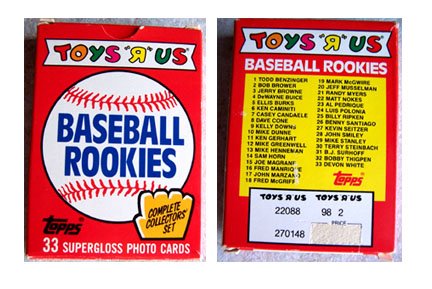 TOYS "R" US
BASEBALL
ROOKIES
COMPLETE
COLLECTORS'
SET
TOPPS
33 SUPERGLOSS PHOTO CARDS
TOYS "R" US
BASEBALL ROOKIES
1 TODD BENZINGER
2 BOB BROWER
3 JERRY BROWNE
4 DeWAYNE BUICE
5 ELLIS BURKS
6 KEN CAMINITI
7 CASEY CANDAELE
8 DAVE CONE
9 KELLY DOWNS
10 MIKE DUNNE
11 KEN GERHART
12 MIKE GREENWELL
13 MIKE HENNEMAN
14 SAM HORN
15 JOE MAGRANE
16 FRED MANRIQUE
17 JOHN MARZANO
18 FRED McGRIFF
19 MARK McGWIRE
20 JEFF MUSSELMAN
21 RANDY MYERS
22 MATT NOKES
23 AL PEDRIQUE
24 LUIS POLONIA
25 BILLY RIPKEN
26 BENNY SANTIAGO
27 KEVIN SEITZER
28 JOHN SMILEY
29 MIKE STANLEY
30 TERRY STEINBACH
31 B.J. SURHOFF
32 BOBBY THIGPEN
33 DEVON WHITE
TOPPS
TOYS "R" US TOYS "R" US
22088 98 2
PRICE
270148